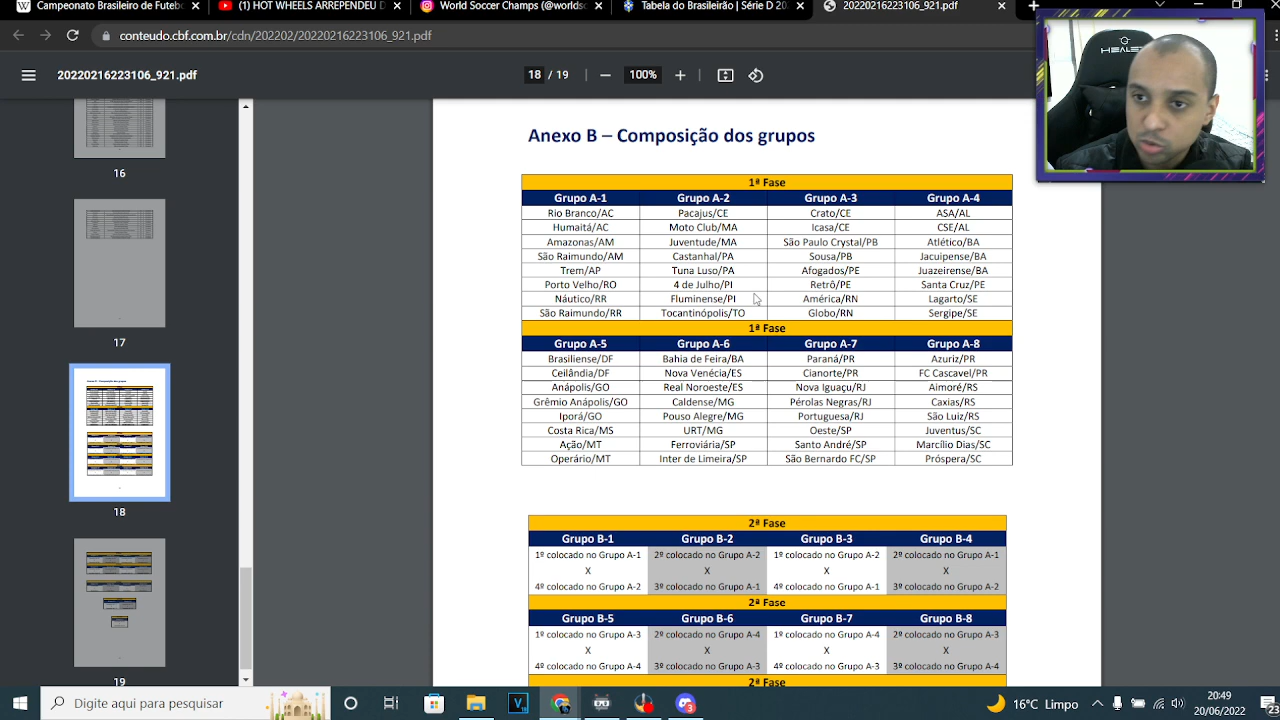 Campeonato Brasileiro de Futebo
(1) HOT WHEELS ARREPENDEU D
World Soccer Champs (@worldso
Tabela do Brasileirão | Série D 20
20220216223106_921.pdf
conteudo.cbf.com.br/cdn/202202/20220216223106_921.pdf
20220216223106_921.pdf
18 / 19
100%
16
17
18
19
Anexo B – Composição dos grupos
1ª Fase
Grupo A-1 Grupo A-2 Grupo A-3 Grupo A-4
Rio Branco/AC Pacajus/CE Crato/CE ASA/AL
Humaitá/AC Moto Club/MA Icasa/CE CSE/AL
Amazonas/AM Juventude/MA São Paulo Crystal/PB Atlético/BA
São Raimundo/AM Castanhal/PA Sousa/PB Jacuipense/BA
Trem/AP Tuna Luso/PA Afogados/PE Juazeirense/BA
Porto Velho/RO 4 de Julho/PI Retrô/PE Santa Cruz/PE
Náutico/RR Fluminense/PI América/RN Lagarto/SE
São Raimundo/RR Tocantinópolis/TO Globo/RN Sergipe/SE
1ª Fase
Grupo A-5 Grupo A-6 Grupo A-7 Grupo A-8
Brasiliense/DF Bahia de Feira/BA Paraná/PR Azuriz/PR
Ceilândia/DF Nova Venécia/ES Cianorte/PR FC Cascavel/PR
Anápolis/GO Real Noroeste/ES Nova Iguaçu/RJ Aimoré/RS
Grêmio Anápolis/GO Caldense/MG Pérolas Negras/RJ Caxias/RS
Iporá/GO Pouso Alegre/MG Portuguesa/RJ São Luiz/RS
Costa Rica/MS URT/MG Oeste/SP Juventus/SC
Ação/MT Ferroviária/SP Santo André/SP Marcílio Dias/SC
Operário/MT Inter de Limeira/SP São Bernardo FC/SP Próspera/SC
2ª Fase
Grupo B-1 Grupo B-2 Grupo B-3 Grupo B-4
1º colocado no Grupo A-1 2º colocado no Grupo A-2 1º colocado no Grupo A-2 2º colocado no Grupo A-1
X X X X
4º colocado no Grupo A-2 3º colocado no Grupo A-1 4º colocado no Grupo A-1 3º colocado no Grupo A-2
2ª Fase
Grupo B-5 Grupo B-6 Grupo B-7 Grupo B-8
1º colocado no Grupo A-3 2º colocado no Grupo A-4 1º colocado no Grupo A-4 2º colocado no Grupo A-3
X X X X
4º colocado no Grupo A-4 3º colocado no Grupo A-3 4º colocado no Grupo A-3 3º colocado no Grupo A-4
2ª Fase
Digite aqui para pesquisar
16°C Limpo
20:49
20/06/2022
23